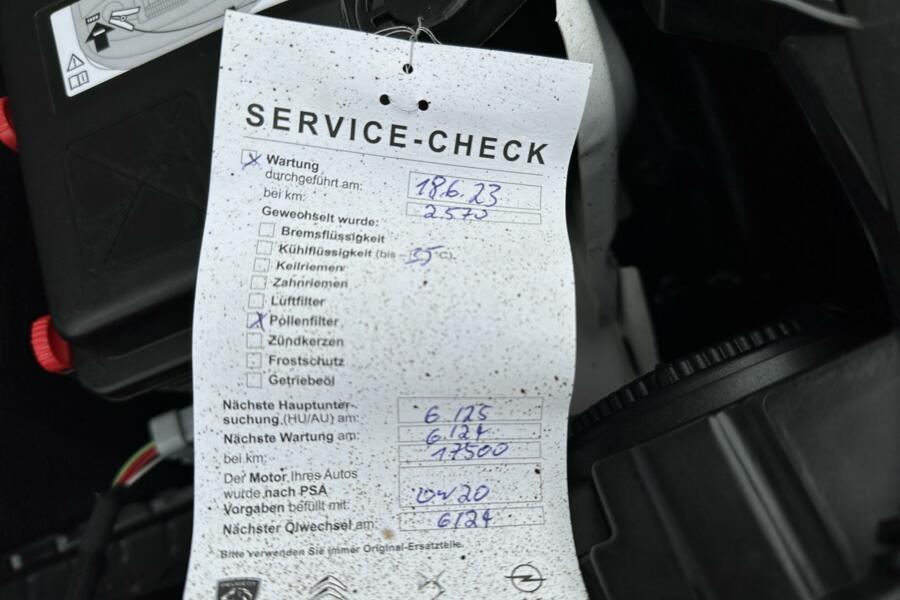 SERVICE-CHECK
X Wartung
durchgeführt am: 18.6.23
bei km: 2570
Gewechselt wurde:
Bremsflüssigkeit
Kühlflüssigkeit (bis -35°C).
Keilriemen
Zahnriemen
Luftfilter
X Pollenfilter
Zündkerzen
Frostschutz
Getriebeöl
Nächste Hauptunter-
suchung (HU/AU) am: 6.125
Nächste Wartung am: 6.124
bei km: 17500
Der Motor Ihres Autos
wurde nach PSA
Vorgaben befüllt mit: 0W20
Nächster Ölwechsel am: 6124
Bitte verwenden Sie immer Original-Ersatzteile.